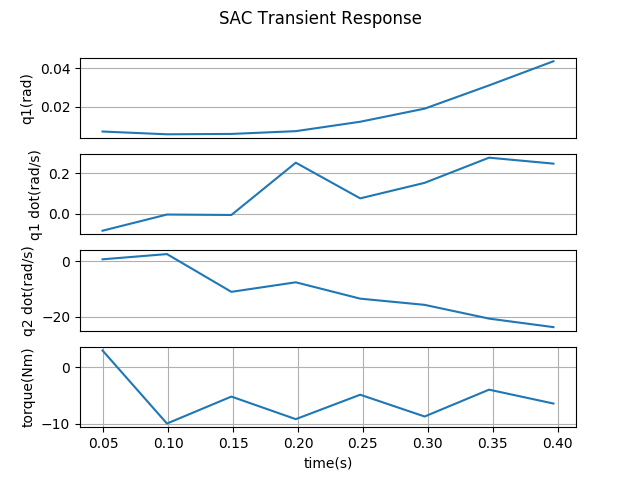 SAC Transient Response
q1(rad)
0.04
0.02
q1 dot(rad/s)
0.2
0.0
q2 dot(rad/s)
0
−20
torque(Nm)
0
−10
0.05 0.10 0.15 0.20 0.25 0.30 0.35 0.40
time(s)